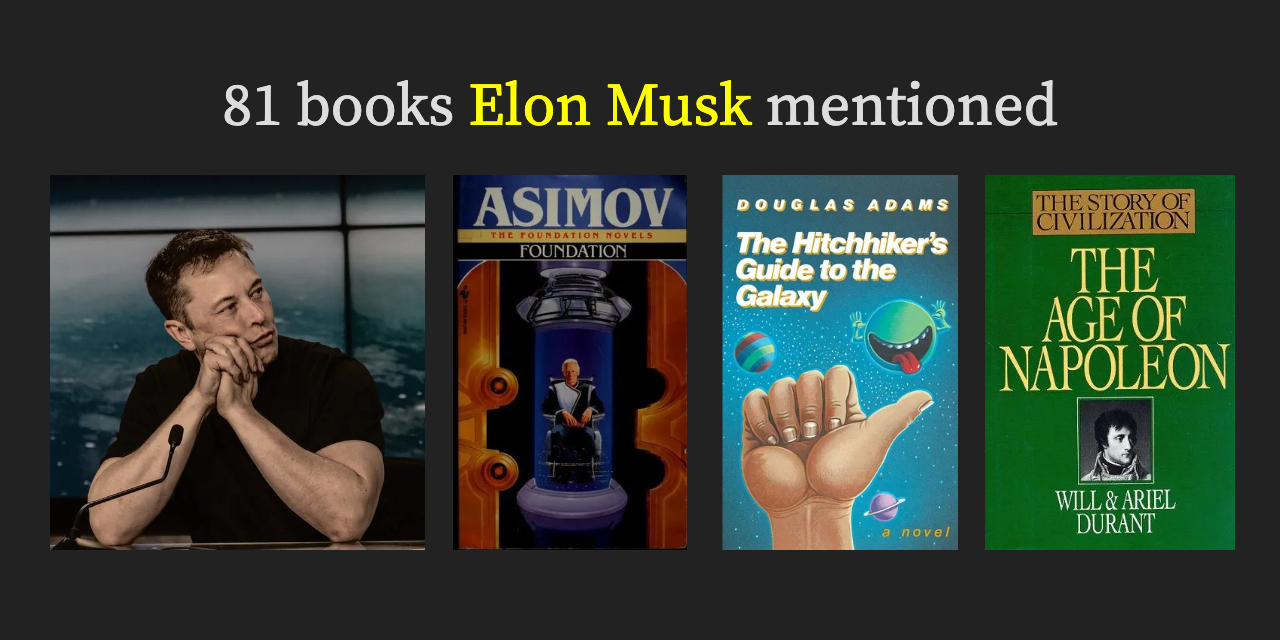 81 books Elon Musk mentioned
ASIMOV
THE FOUNDATION NOVELS
FOUNDATION
DOUGLAS ADAMS
The Hitchhiker's
Guide to the
Galaxy
a novel
THE STORY OF
CIVILIZATION
THE
AGE OF
NAPOLEON
WILL & ARIEL
DURANT